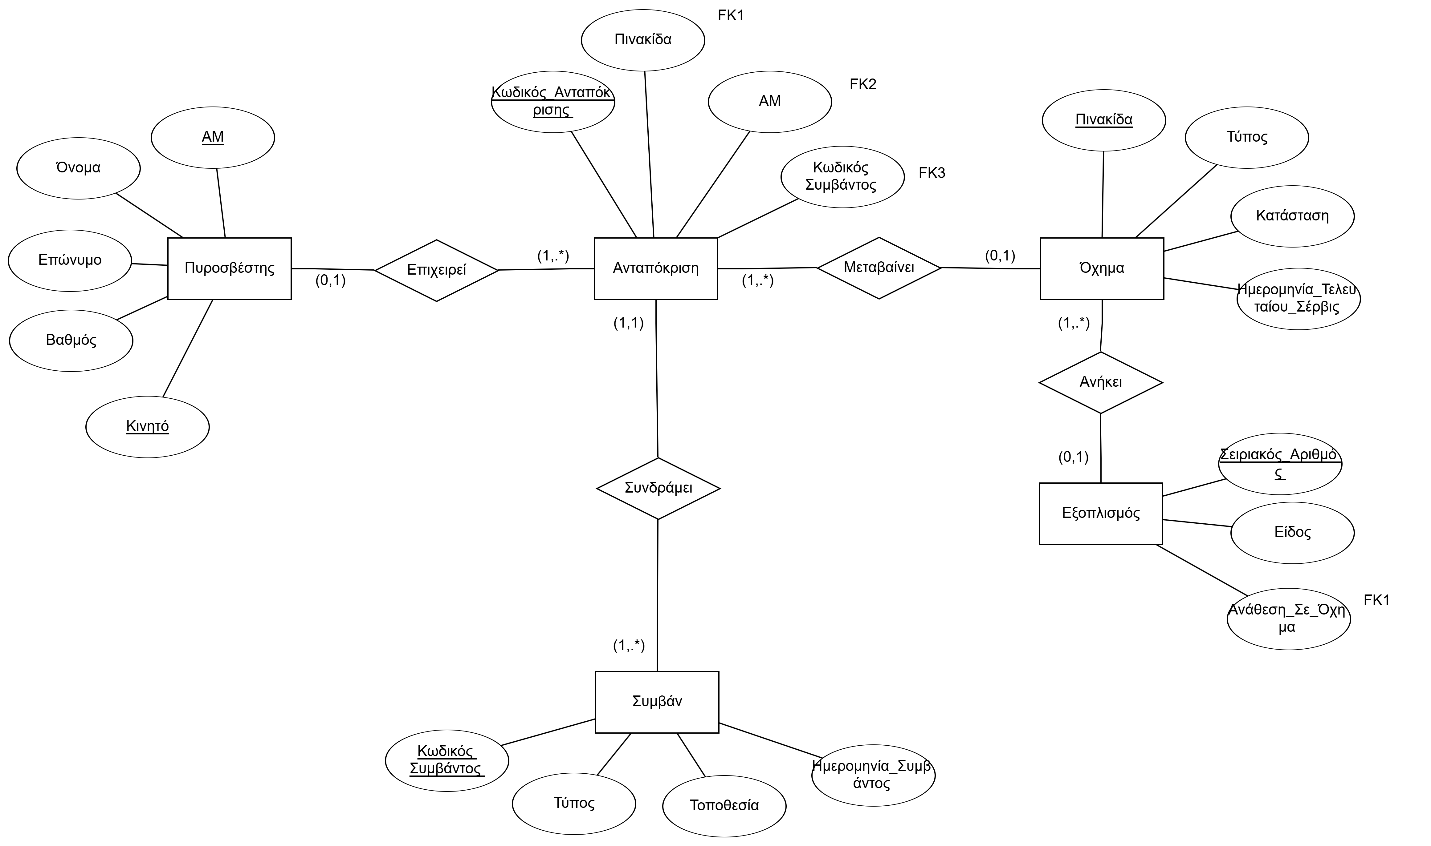 FK1
Πινακίδα
Κωδικός_Ανταπόκ
ρισης
ΑΜ
FK2
Κωδικός
Συμβάντος
FK3
ΑΜ
Όνομα
Επώνυμο
Βαθμός
Κινητό
Πυροσβέστης
(0,1)
Επιχειρεί
(1,.*)
Ανταπόκριση
(1,.*)
Μεταβαίνει
(0,1)
Όχημα
Πινακίδα
Τύπος
Κατάσταση
Ημερομηνία_Τελευ
ταίου_Σέρβις
(1,1)
Συνδράμει
(1,.*)
(1,.*)
Ανήκει
(0,1)
Εξοπλισμός
Σειριακός_Αριθμό
ς
Είδος
Ανάθεση_Σε_Όχη
μα
FK1
Συμβάν
Κωδικός
Συμβάντος
Τύπος
Τοποθεσία
Ημερομηνία_Συμβ
άντος